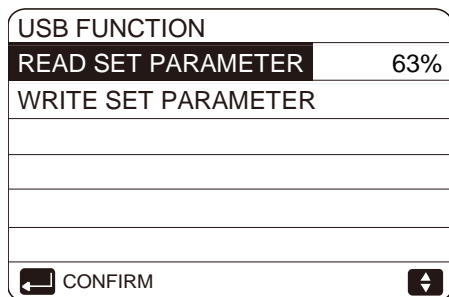 USB FUNCTION
READ SET PARAMETER 63%
WRITE SET PARAMETER
CONFIRM